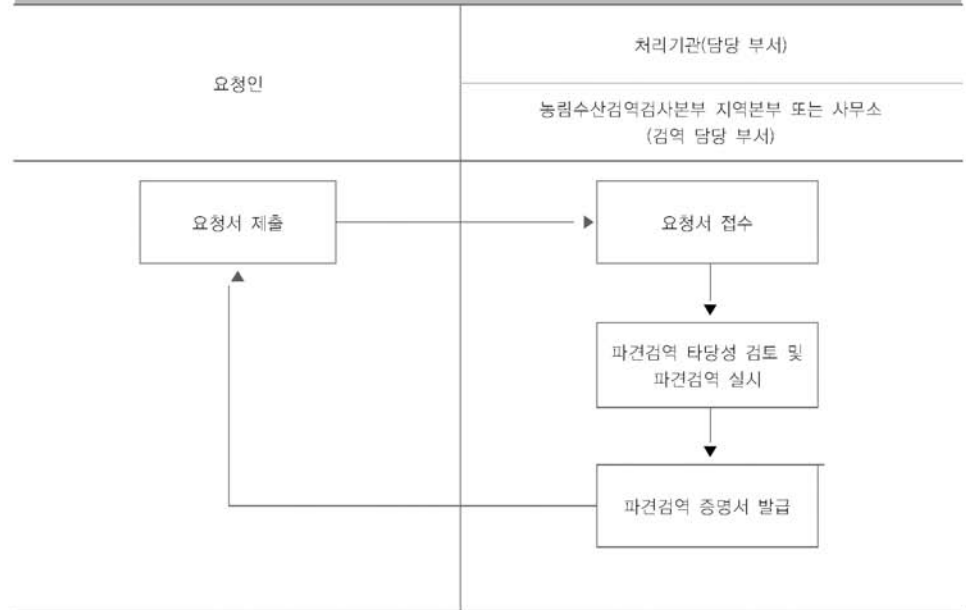 요청인
처리기관(담당 부서)
농림수산검역검사본부 지역본부 또는 사무소
(검역 담당 부서)
요청서 제출
요청서 접수
파견검역 타당성 검토 및
파견검역 실시
파견검역 증명서 발급